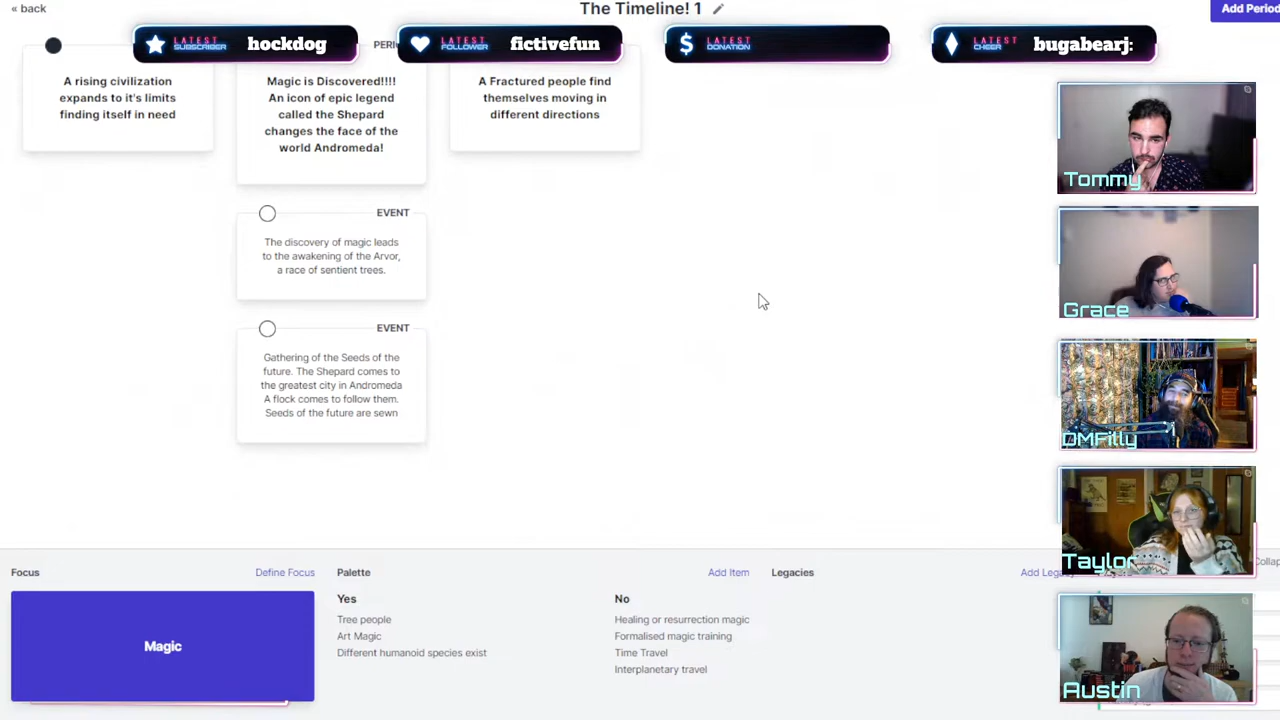 « back
The Timeline! 1
Add Period
LATEST SUBSCRIBER
hockdog
LATEST FOLLOWER
fictivefun
LATEST DONATION
LATEST CHEER
bugabearj:
A rising civilization
expands to it's limits
finding itself in need
PERI
Magic is Discovered!!!!
An icon of epic legend
called the Shepard
changes the face of the
world Andromeda!
A Fractured people find
themselves moving in
different directions
EVENT
The discovery of magic leads
to the awakening of the Arvor,
a race of sentient trees.
EVENT
Gathering of the Seeds of the
future. The Shepard comes to
the greatest city in Andromeda
A flock comes to follow them.
Seeds of the future are sewn
Tommy
Grace
DMFilly
Taylor
Austin
Focus
Define Focus
Magic
Palette
Add Item
Yes
Tree people
Art Magic
Different humanoid species exist
No
Healing or resurrection magic
Formalised magic training
Time Travel
Interplanetary travel
Legacies
Add Lega
Collap